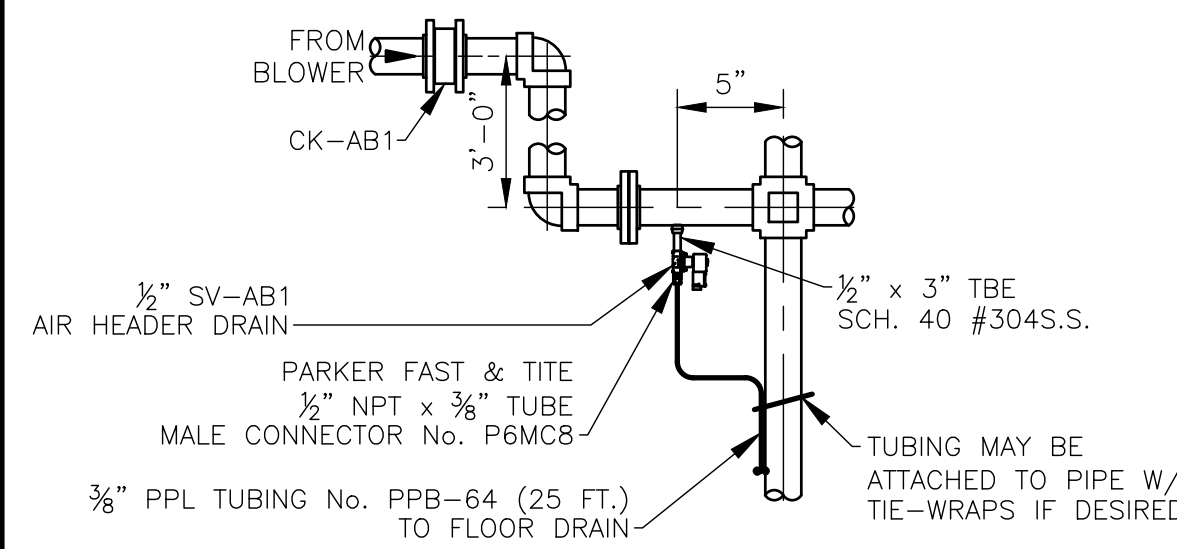 FROM
BLOWER
CK-AB1
3'-0"
5"
½" SV-AB1
AIR HEADER DRAIN
½" x 3" TBE
SCH. 40 #304S.S.
PARKER FAST & TITE
½" NPT x ⅜" TUBE
MALE CONNECTOR No. P6MC8
⅜" PPL TUBING No. PPB-64 (25 FT.)
TO FLOOR DRAIN
TUBING MAY BE
ATTACHED TO PIPE W/
TIE-WRAPS IF DESIRED